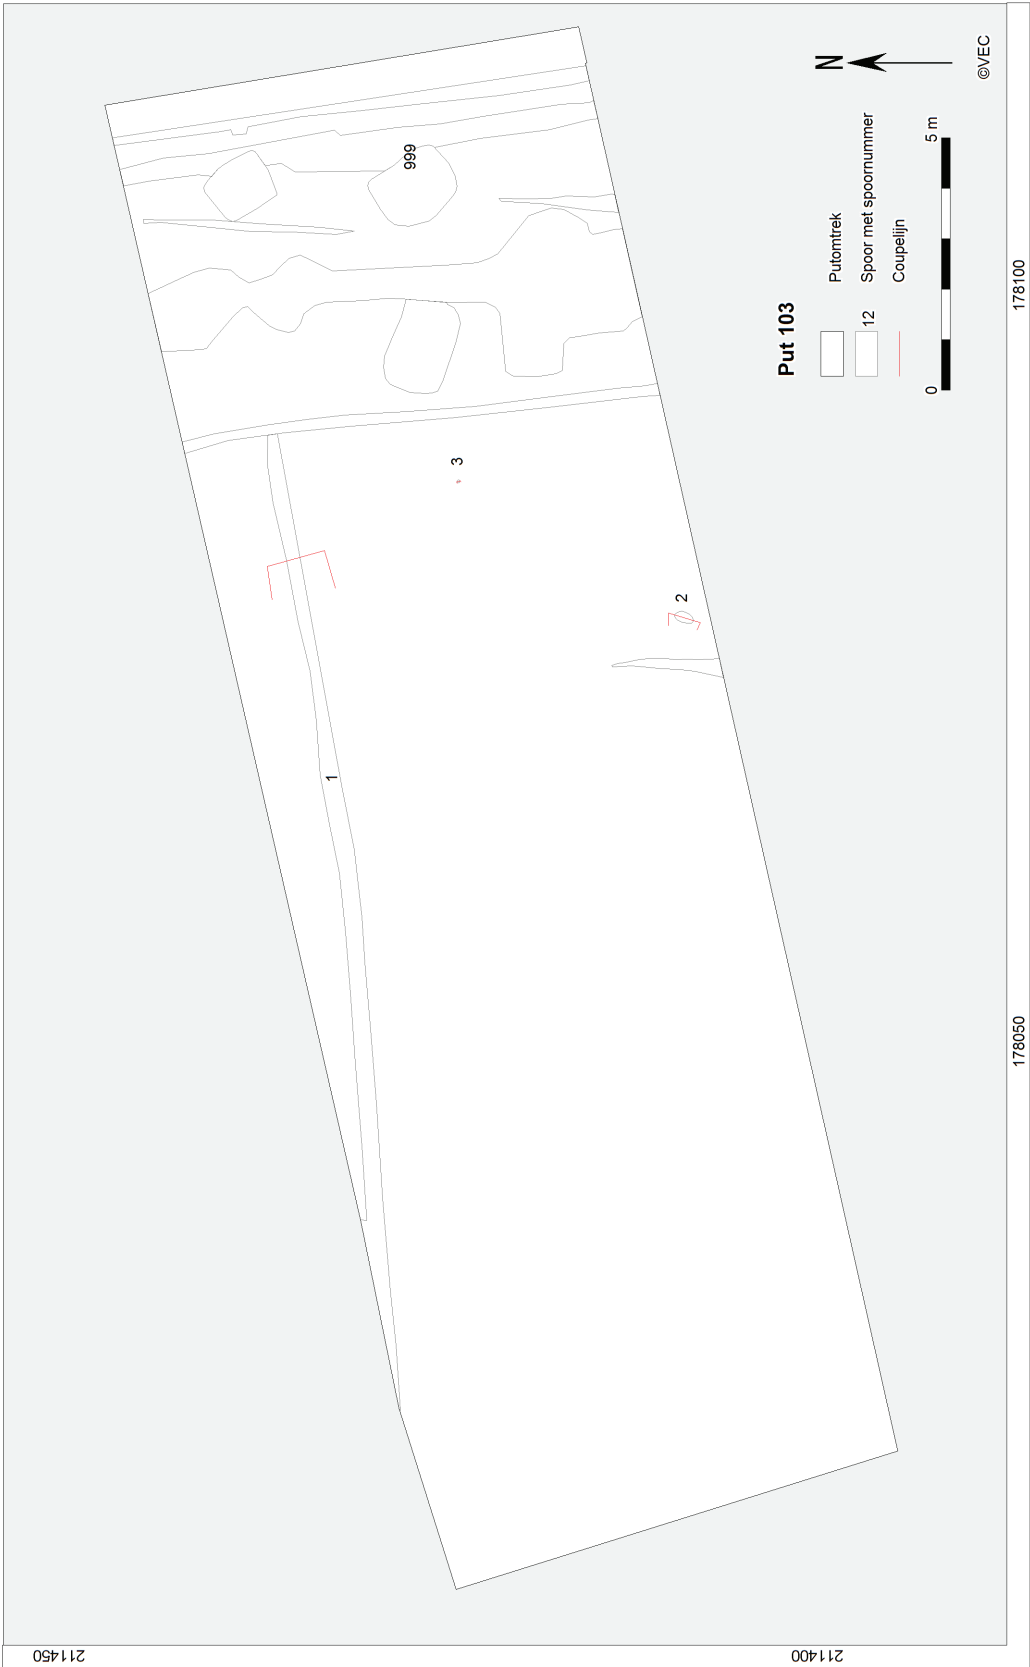 N
©VEC
Put 103
Putomtrek
12 Spoor met spoornummer
Coupelijn
0 5 m
999
3
2
1
178100
178050
211450
211400